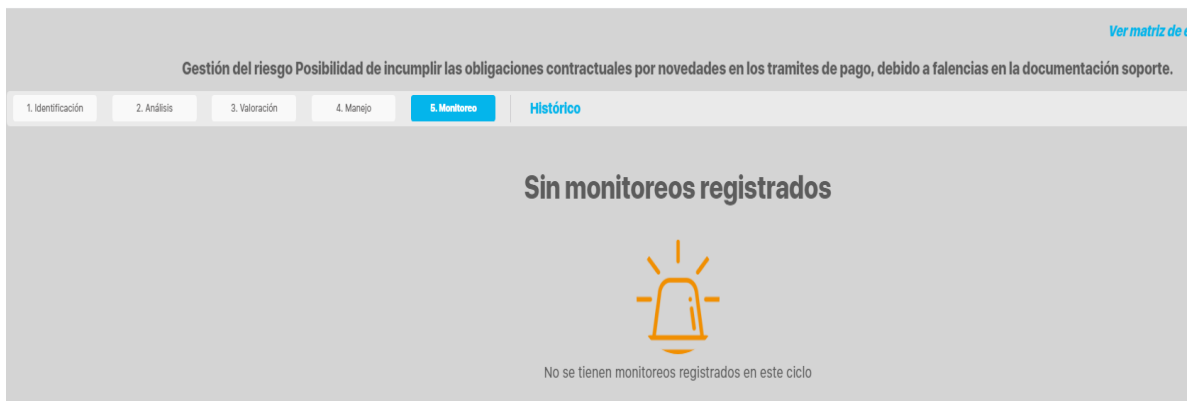 Ver matriz de
Gestión del riesgo Posibilidad de incumplir las obligaciones contractuales por novedades en los tramites de pago, debido a falencias en la documentación soporte.
1. Identificación 2. Análisis 3. Valoración 4. Manejo 5. Monitoreo Histórico
Sin monitoreos registrados
No se tienen monitoreos registrados en este ciclo